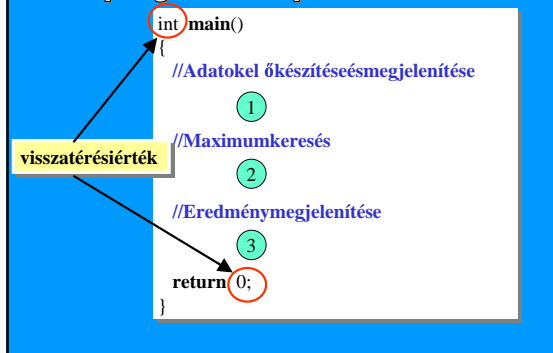 int main()
{
//Adatokel őkészítéseésmegjelenítése
1
//Maximumkeresés
visszatérésiérték
2
//Eredménymegjelenítése
3
return 0;
}